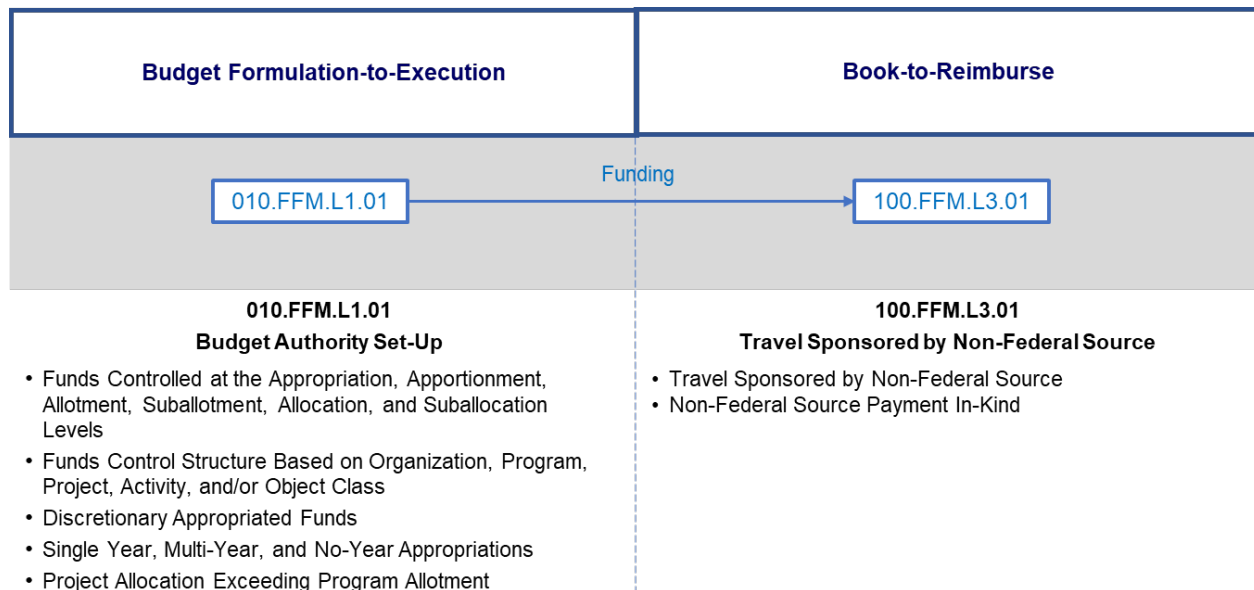 Budget Formulation-to-Execution
Book-to-Reimburse
Funding
010.FFM.L1.01
100.FFM.L3.01
010.FFM.L1.01
Budget Authority Set-Up
• Funds Controlled at the Appropriation, Apportionment,
Allotment, Suballotment, Allocation, and Suballocation
Levels
• Funds Control Structure Based on Organization, Program,
Project, Activity, and/or Object Class
• Discretionary Appropriated Funds
• Single Year, Multi-Year, and No-Year Appropriations
• Project Allocation Exceeding Program Allotment
100.FFM.L3.01
Travel Sponsored by Non-Federal Source
• Travel Sponsored by Non-Federal Source
• Non-Federal Source Payment In-Kind